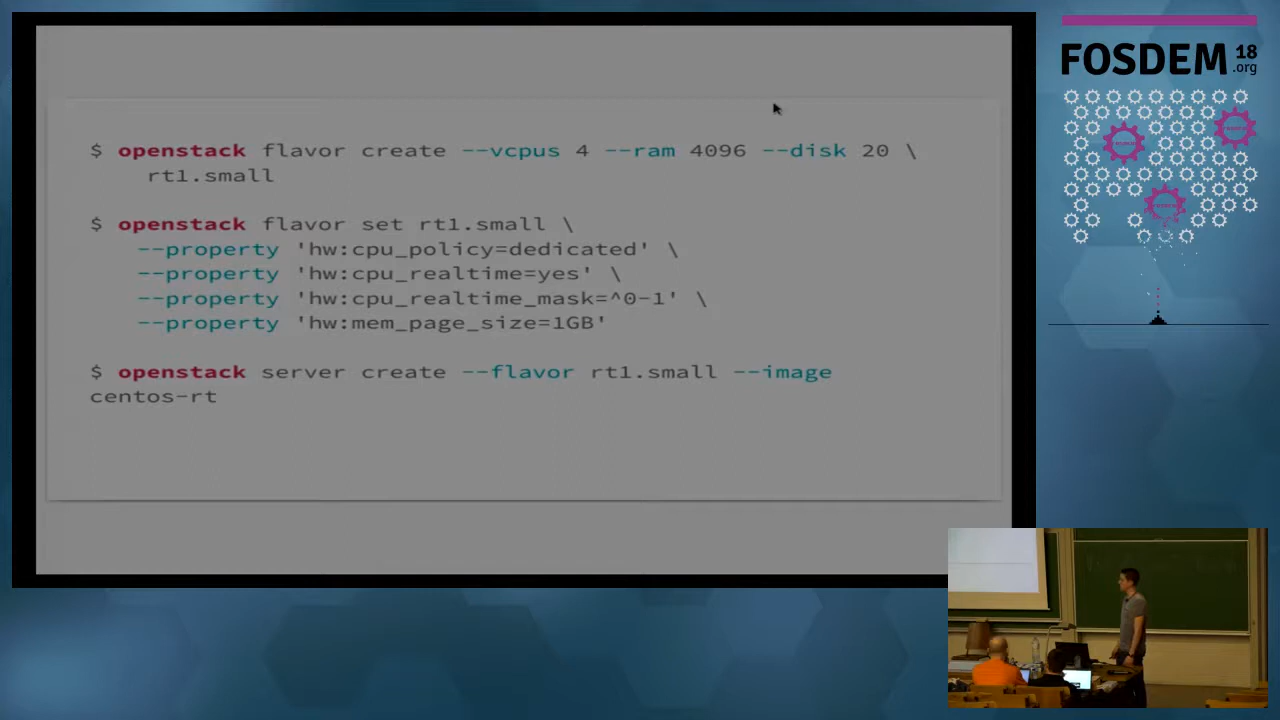 FOSDEM 18
.org
$ openstack flavor create --vcpus 4 --ram 4096 --disk 20 \
rt1.small
$ openstack flavor set rt1.small \
--property 'hw:cpu_policy=dedicated' \
--property 'hw:cpu_realtime=yes' \
--property 'hw:cpu_realtime_mask=^0-1' \
--property 'hw:mem_page_size=1GB'
$ openstack server create --flavor rt1.small --image
centos-rt